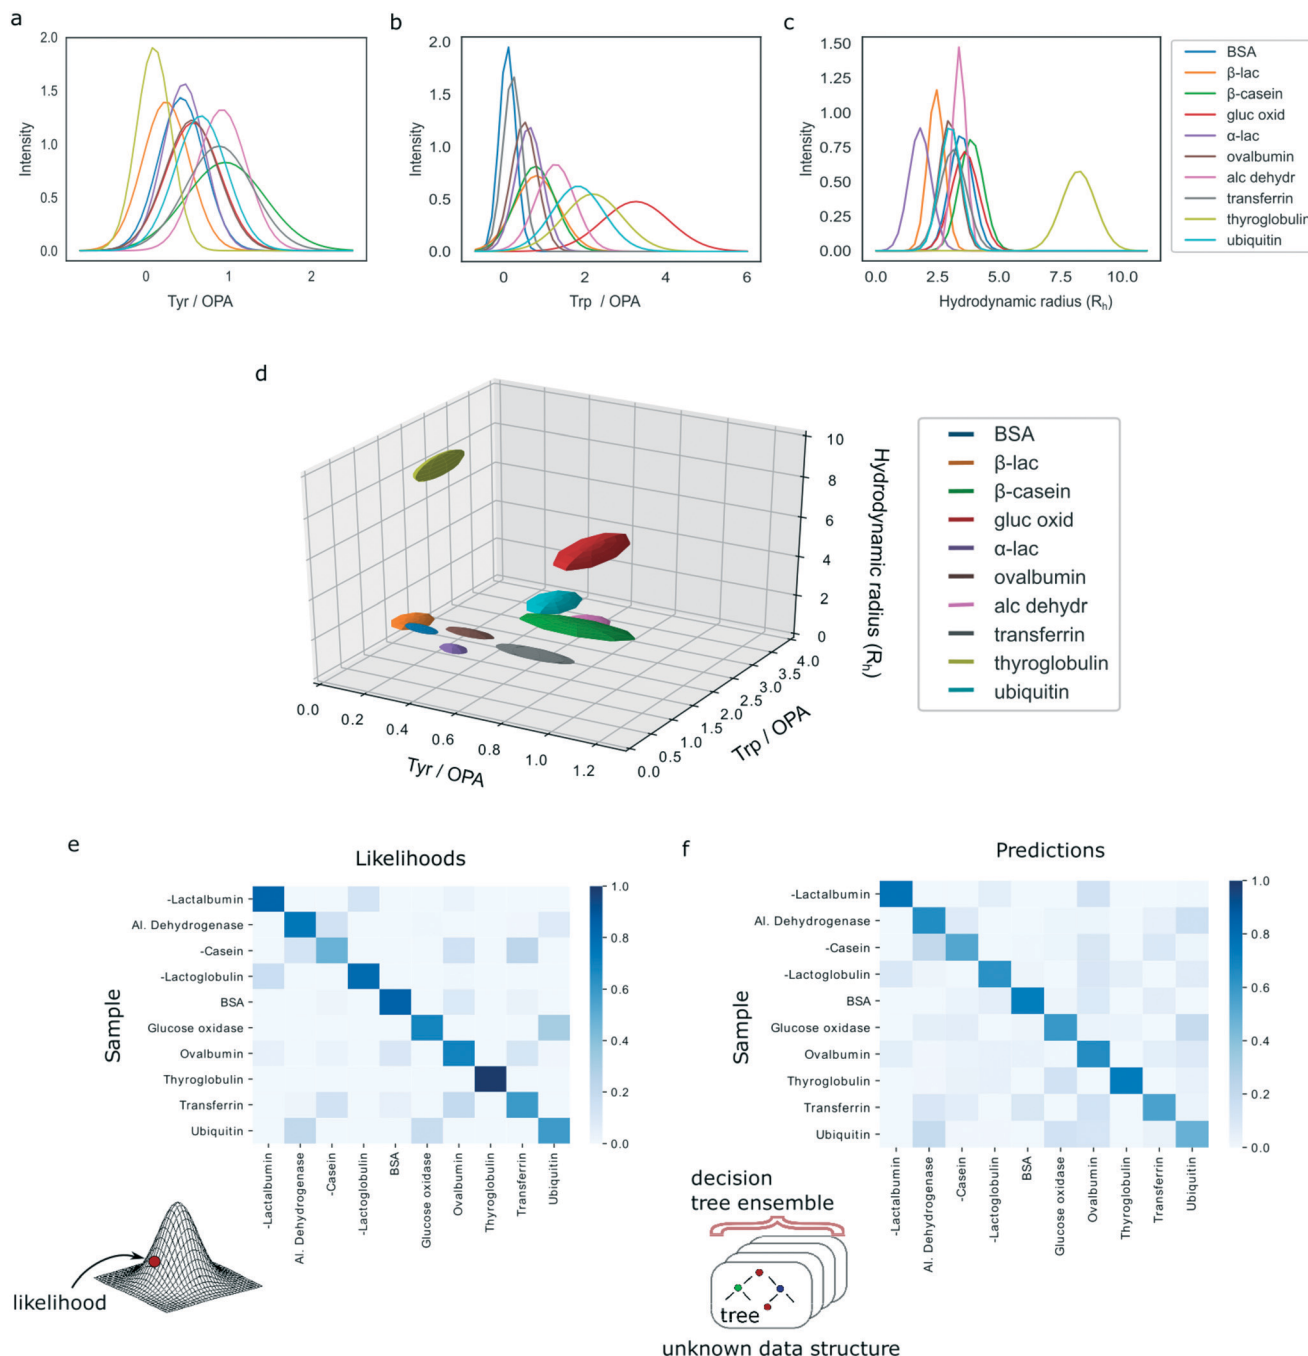 a
2.0
1.5
1.0
0.5
0.0
Intensity
0
1
2
Tyr / OPA
b
2.0
1.5
1.0
0.5
0.0
Intensity
0
2
4
6
Trp / OPA
c
1.50
1.25
1.00
0.75
0.50
0.25
0.00
Intensity
0.0
2.5
5.0
7.5
10.0
Hydrodynamic radius (Rh)
BSA
β-lac
β-casein
gluc oxid
α-lac
ovalbumin
alc dehydr
transferrin
thyroglobulin
ubiquitin
d
10
8
6
4
2
0
Hydrodynamic radius (Rh)
4.0
3.5
3.0
2.5
2.0
1.5
1.0
0.5
0.0
Trp / OPA
0.0
0.2
0.4
0.6
0.8
1.0
1.2
Tyr / OPA
BSA
β-lac
β-casein
gluc oxid
α-lac
ovalbumin
alc dehydr
transferrin
thyroglobulin
ubiquitin
e
Likelihoods
Sample
-Lactalbumin
Al. Dehydrogenase
-Casein
-Lactoglobulin
BSA
Glucose oxidase
Ovalbumin
Thyroglobulin
Transferrin
Ubiquitin
-Lactalbumin
Al. Dehydrogenase
-Casein
-Lactoglobulin
BSA
Glucose oxidase
Ovalbumin
Thyroglobulin
Transferrin
Ubiquitin
1.0
0.8
0.6
0.4
0.2
0.0
likelihood
f
Predictions
Sample
-Lactalbumin
Al. Dehydrogenase
-Casein
-Lactoglobulin
BSA
Glucose oxidase
Ovalbumin
Thyroglobulin
Transferrin
Ubiquitin
-Lactalbumin
Al. Dehydrogenase
-Casein
-Lactoglobulin
BSA
Glucose oxidase
Ovalbumin
Thyroglobulin
Transferrin
Ubiquitin
1.0
0.8
0.6
0.4
0.2
0.0
decision
tree ensemble
tree
unknown data structure